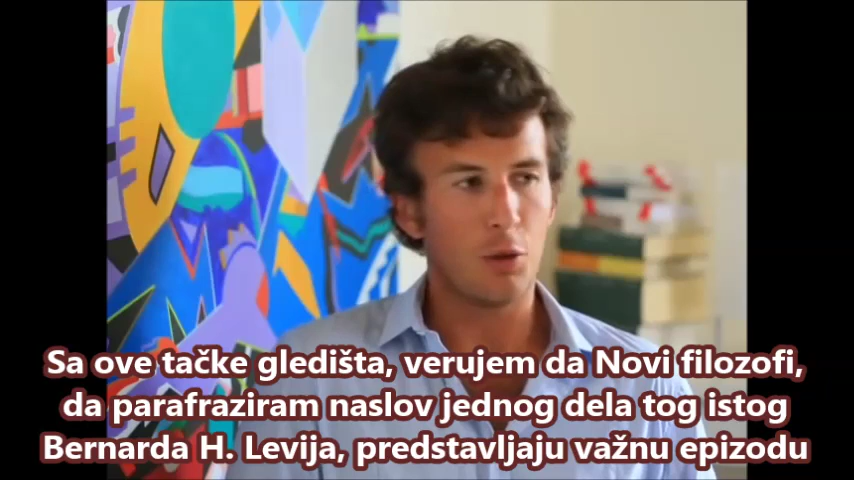 Sa ove tačke gledišta, verujem da Novi filozofi,
da parafraziram naslov jednog dela tog istog
Bernarda H. Levija, predstavljaju važnu epizodu